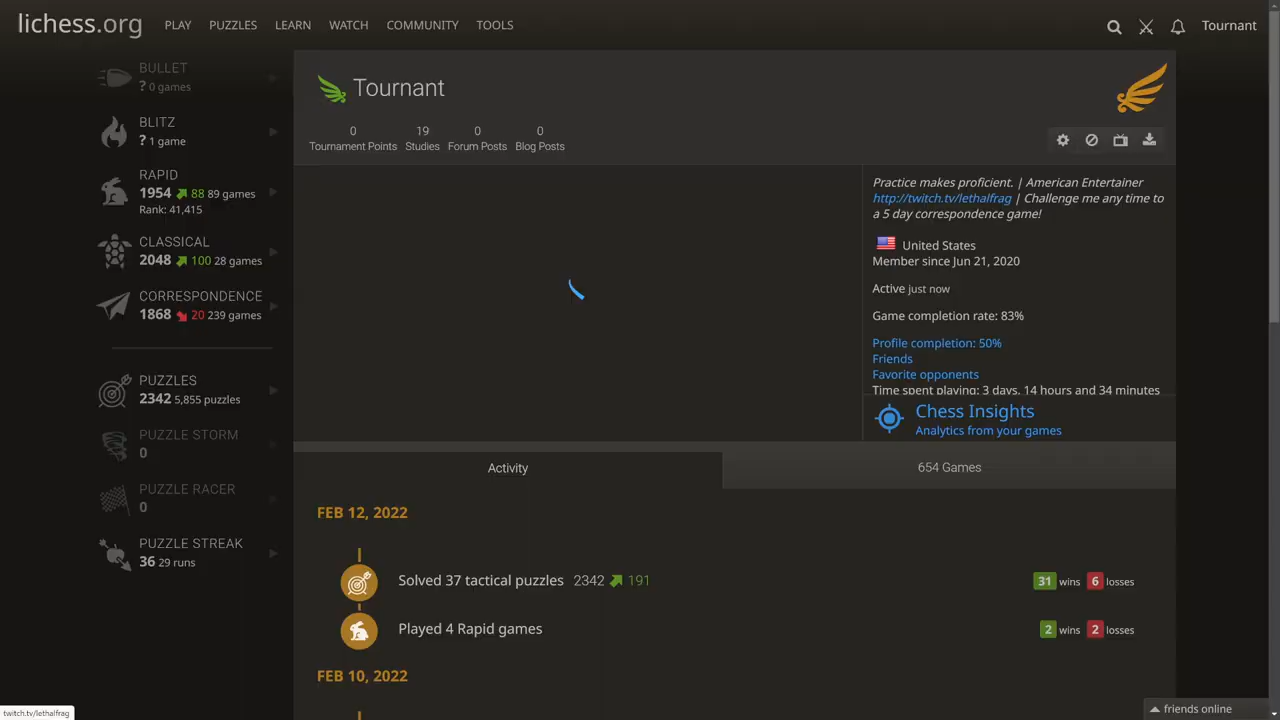 lichess.org PLAY PUZZLES LEARN WATCH COMMUNITY TOOLS Tournant
BULLET
? 0 games
BLITZ
? 1 game
RAPID
1954 88 89 games
Rank: 41,415
CLASSICAL
2048 100 28 games
CORRESPONDENCE
1868 20 239 games
PUZZLES
2342 5,855 puzzles
PUZZLE STORM
0
PUZZLE RACER
0
PUZZLE STREAK
36 29 runs
Tournant
0 19 0 0
Tournament Points Studies Forum Posts Blog Posts
Practice makes proficient. | American Entertainer
http://twitch.tv/lethalfrag | Challenge me any time to
a 5 day correspondence game!
United States
Member since Jun 21, 2020
Active just now
Game completion rate: 83%
Profile completion: 50%
Friends
Favorite opponents
Time spent playing: 3 days, 14 hours and 34 minutes
Chess Insights
Analytics from your games
Activity 654 Games
FEB 12, 2022
Solved 37 tactical puzzles 2342 191 31 wins 6 losses
Played 4 Rapid games 2 wins 2 losses
FEB 10, 2022
twitch.tv/lethalfrag
friends online